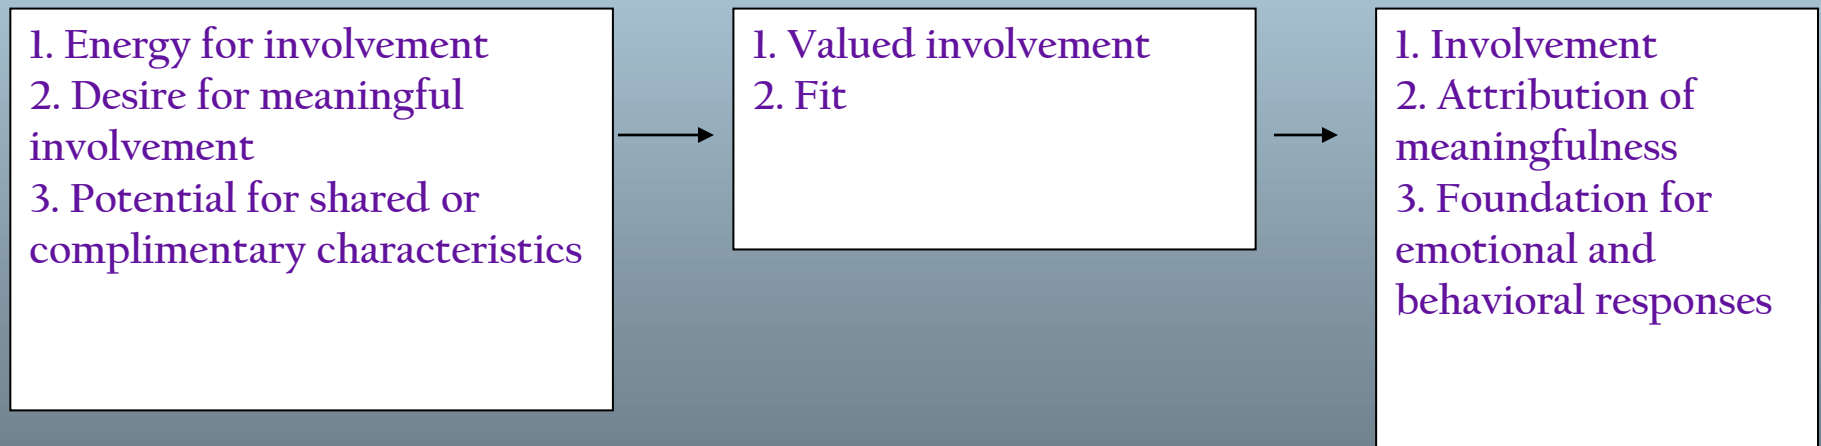 1. Energy for involvement
2. Desire for meaningful
involvement
3. Potential for shared or
complimentary characteristics
1. Valued involvement
2. Fit
1. Involvement
2. Attribution of
meaningfulness
3. Foundation for
emotional and
behavioral responses